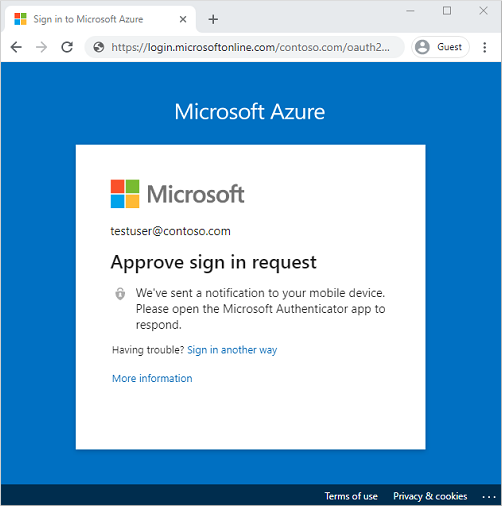 Sign in to Microsoft Azure
https://login.microsoftonline.com/contoso.com/oauth2...
Guest
Microsoft Azure
Microsoft
testuser@contoso.com
Approve sign in request
We've sent a notification to your mobile device.
Please open the Microsoft Authenticator app to
respond.
Having trouble? Sign in another way
More information
Terms of use Privacy & cookies ...